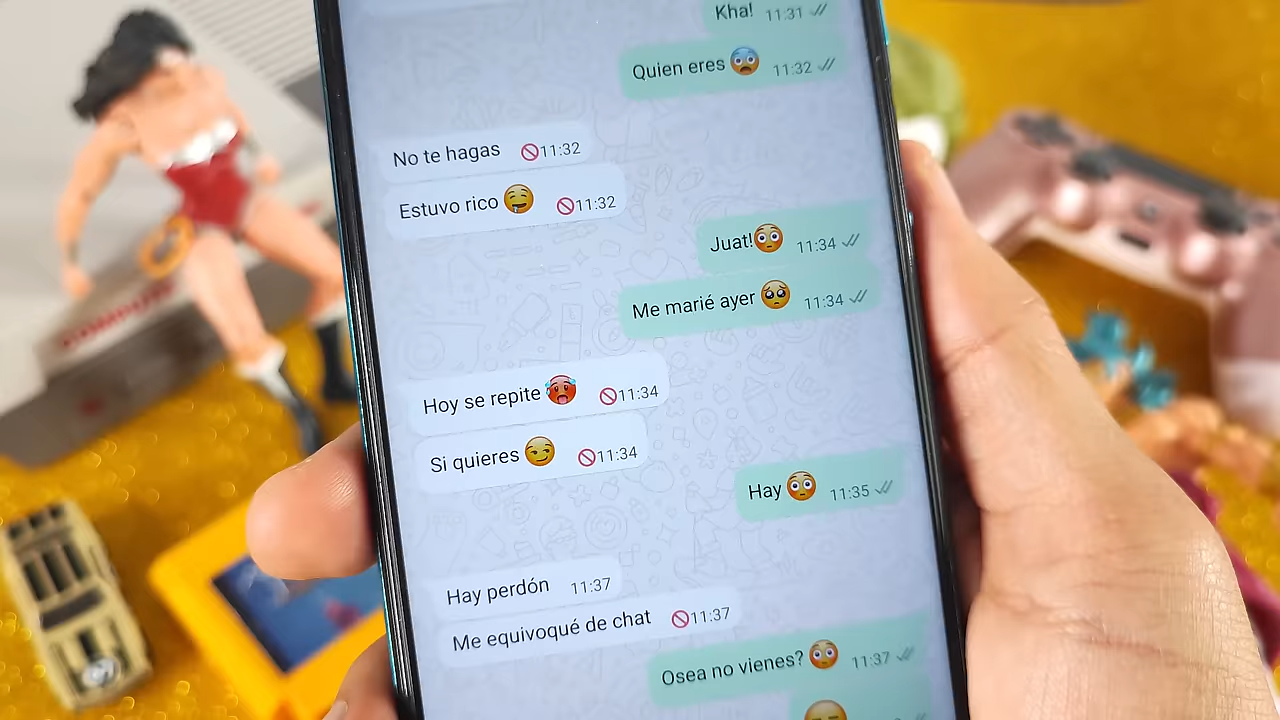 Kha! 11:31
Quien eres 😨 11:32
No te hagas 🚫11:32
Estuvo rico 🤤 🚫11:32
Juat!😳 11:34
Me marié ayer 🥺 11:34
Hoy se repite 🥵 🚫11:34
Si quieres 😏 🚫11:34
Hay 😳 11:35
Hay perdón 11:37
Me equivoqué de chat 🚫11:37
Osea no vienes? 😳 11:37